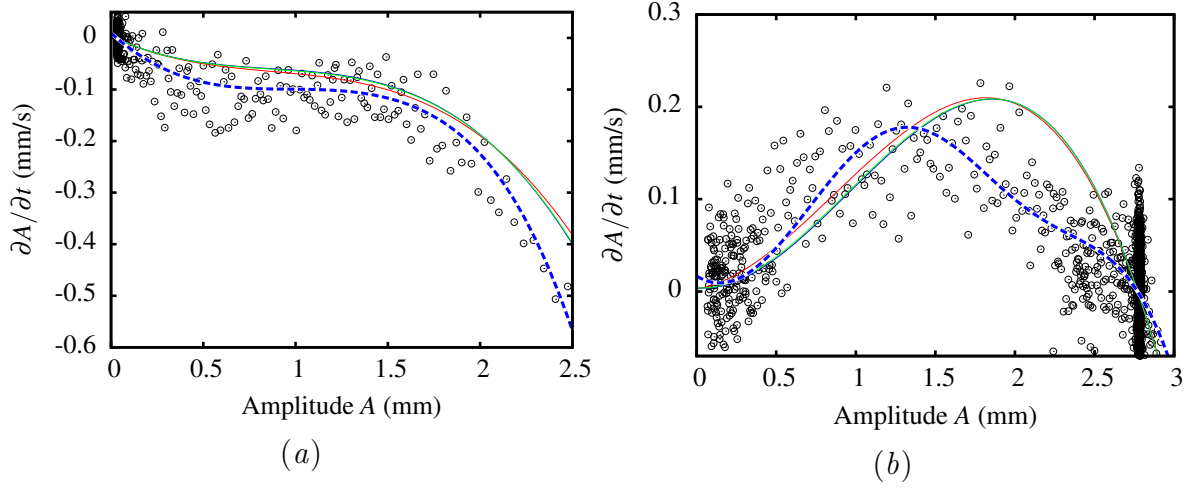 0
-0.1
-0.2
-0.3
-0.4
-0.5
-0.6
∂A/∂t (mm/s)
0 0.5 1 1.5 2 2.5
Amplitude A (mm)
(a)
0.3
0.2
0.1
0
∂A/∂t (mm/s)
0 0.5 1 1.5 2 2.5 3
Amplitude A (mm)
(b)